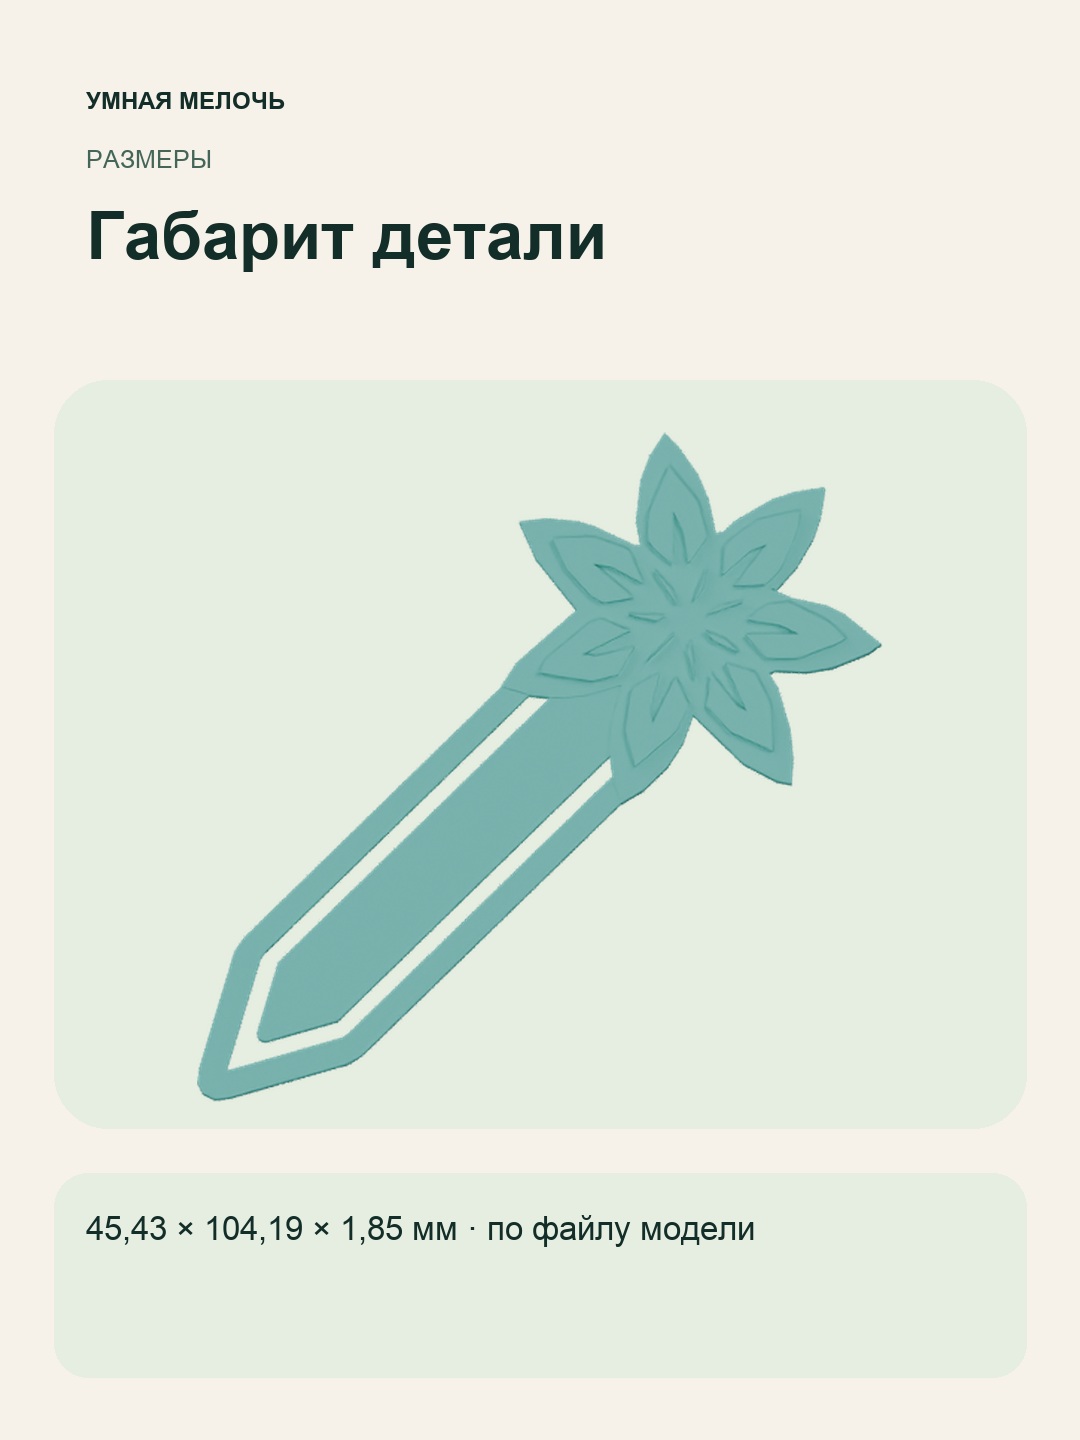 УМНАЯ МЕЛОЧЬ
РАЗМЕРЫ
Габарит детали
45,43 × 104,19 × 1,85 мм · по файлу модели